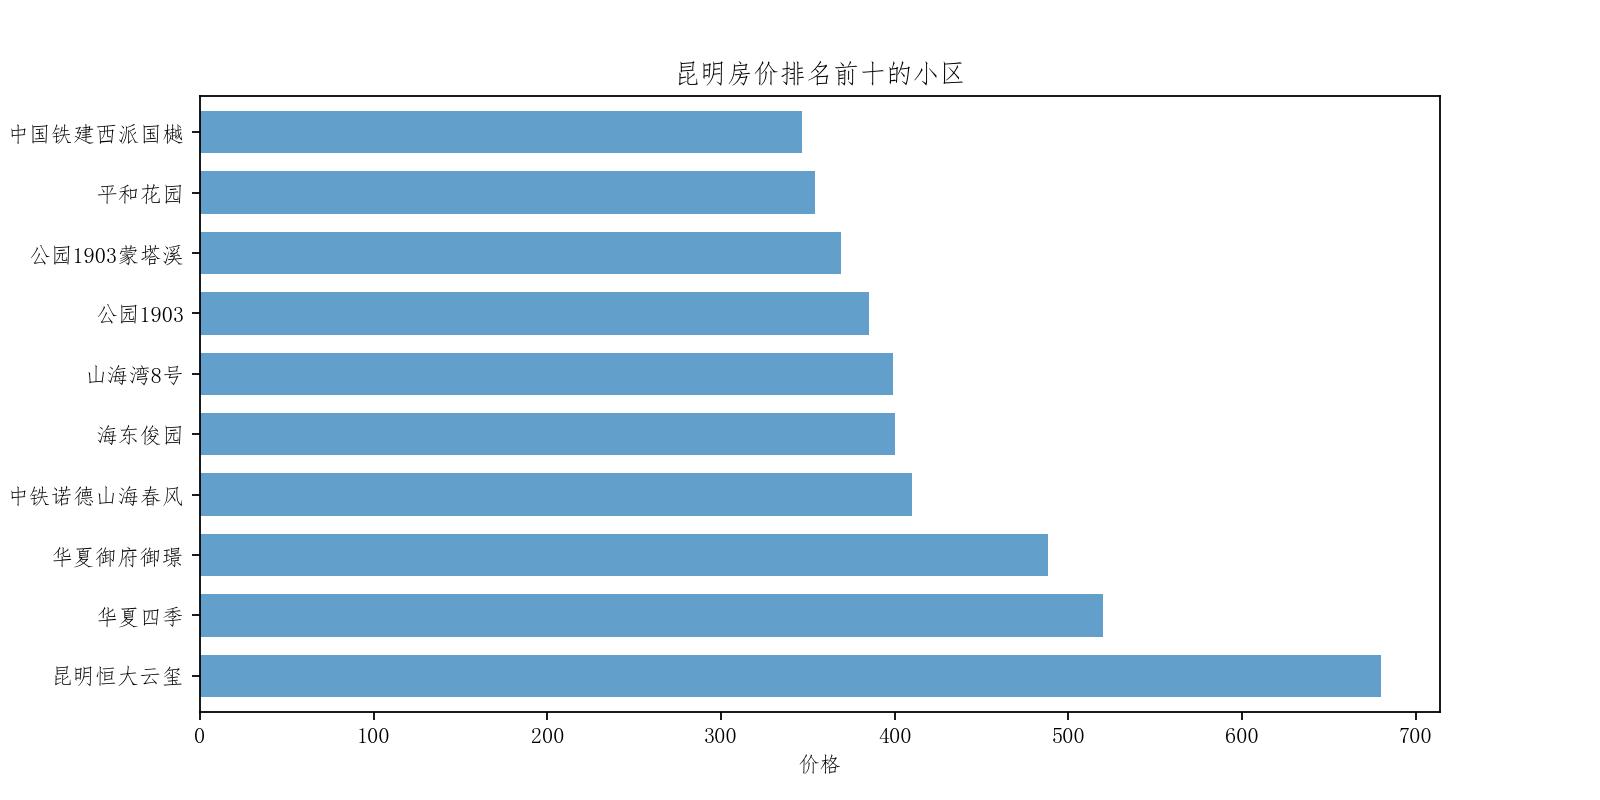 昆明房价排名前十的小区
中国铁建西派国樾
平和花园
公园1903蒙塔溪
公园1903
山海湾8号
海东俊园
中铁诺德山海春风
华夏御府御璟
华夏四季
昆明恒大云玺
0 100 200 300 400 500 600 700
价格